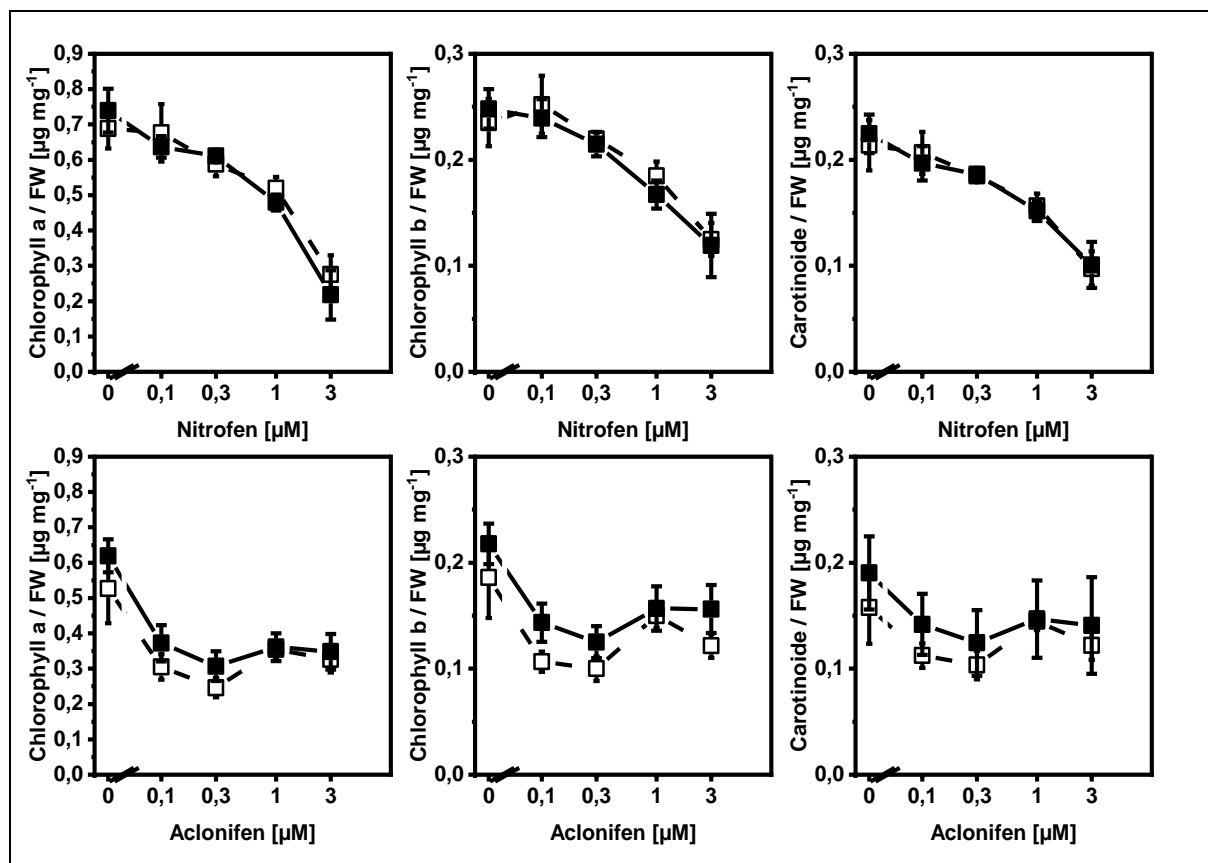 Chlorophyll a / FW [µg mg⁻¹]
0,9
0,8
0,7
0,6
0,5
0,4
0,3
0,2
0,1
0,0
0 0,1 0,3 1 3
Nitrofen [µM]
Chlorophyll b / FW [µg mg⁻¹]
0,3
0,2
0,1
0,0
0 0,1 0,3 1 3
Nitrofen [µM]
Carotinoide / FW [µg mg⁻¹]
0,3
0,2
0,1
0,0
0 0,1 0,3 1 3
Nitrofen [µM]
Chlorophyll a / FW [µg mg⁻¹]
0,9
0,8
0,7
0,6
0,5
0,4
0,3
0,2
0,1
0,0
0 0,1 0,3 1 3
Aclonifen [µM]
Chlorophyll b / FW [µg mg⁻¹]
0,3
0,2
0,1
0,0
0 0,1 0,3 1 3
Aclonifen [µM]
Carotinoide / FW [µg mg⁻¹]
0,3
0,2
0,1
0,0
0 0,1 0,3 1 3
Aclonifen [µM]